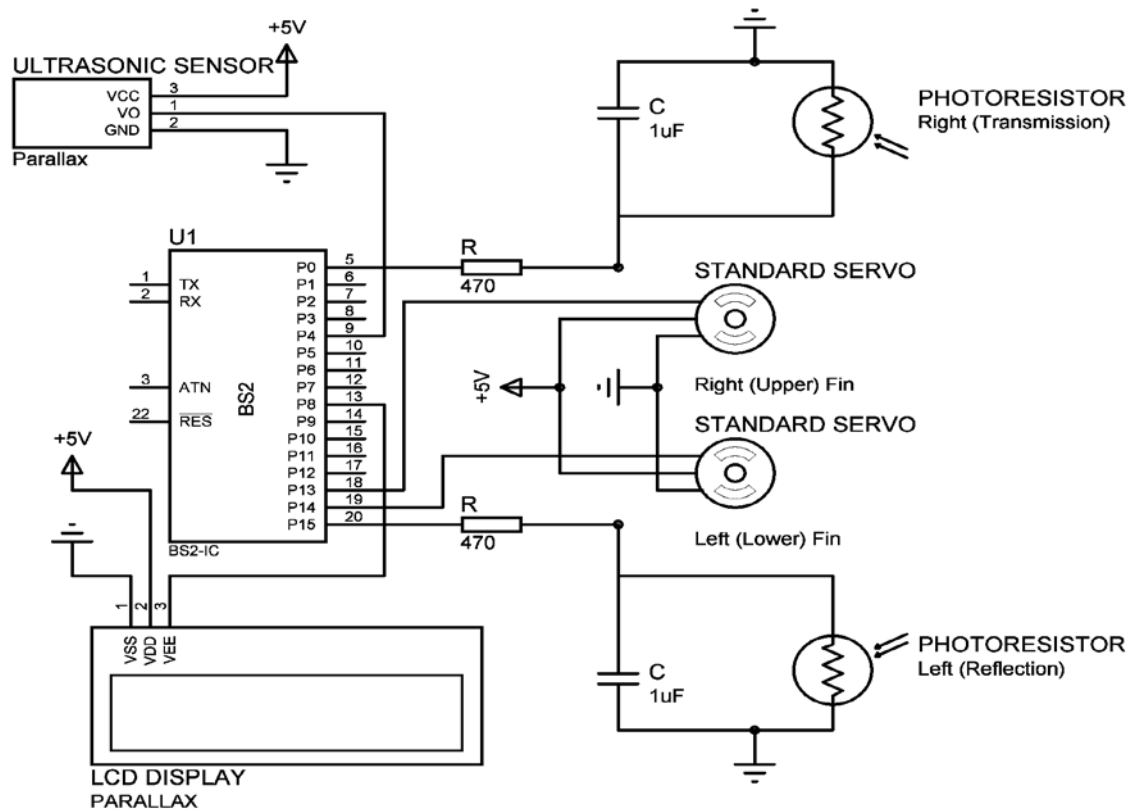 +5V
ULTRASONIC SENSOR
VCC 3
VO 1
GND 2
Parallax
C
1uF
PHOTORESISTOR
Right (Transmission)
U1
1 TX
2 RX
3 ATN
22 RES
BS2
P0 5
P1 6
P2 7
P3 8
P4 9
P5 10
P6 11
P7 12
P8 13
P9 14
P10 15
P11 16
P12 17
P13 18
P14 19
P15 20
BS2-IC
R
470
STANDARD SERVO
Right (Upper) Fin
+5V
STANDARD SERVO
Left (Lower) Fin
R
470
+5V
1 2 3
VSS VDD VEE
LCD DISPLAY
PARALLAX
C
1uF
PHOTORESISTOR
Left (Reflection)